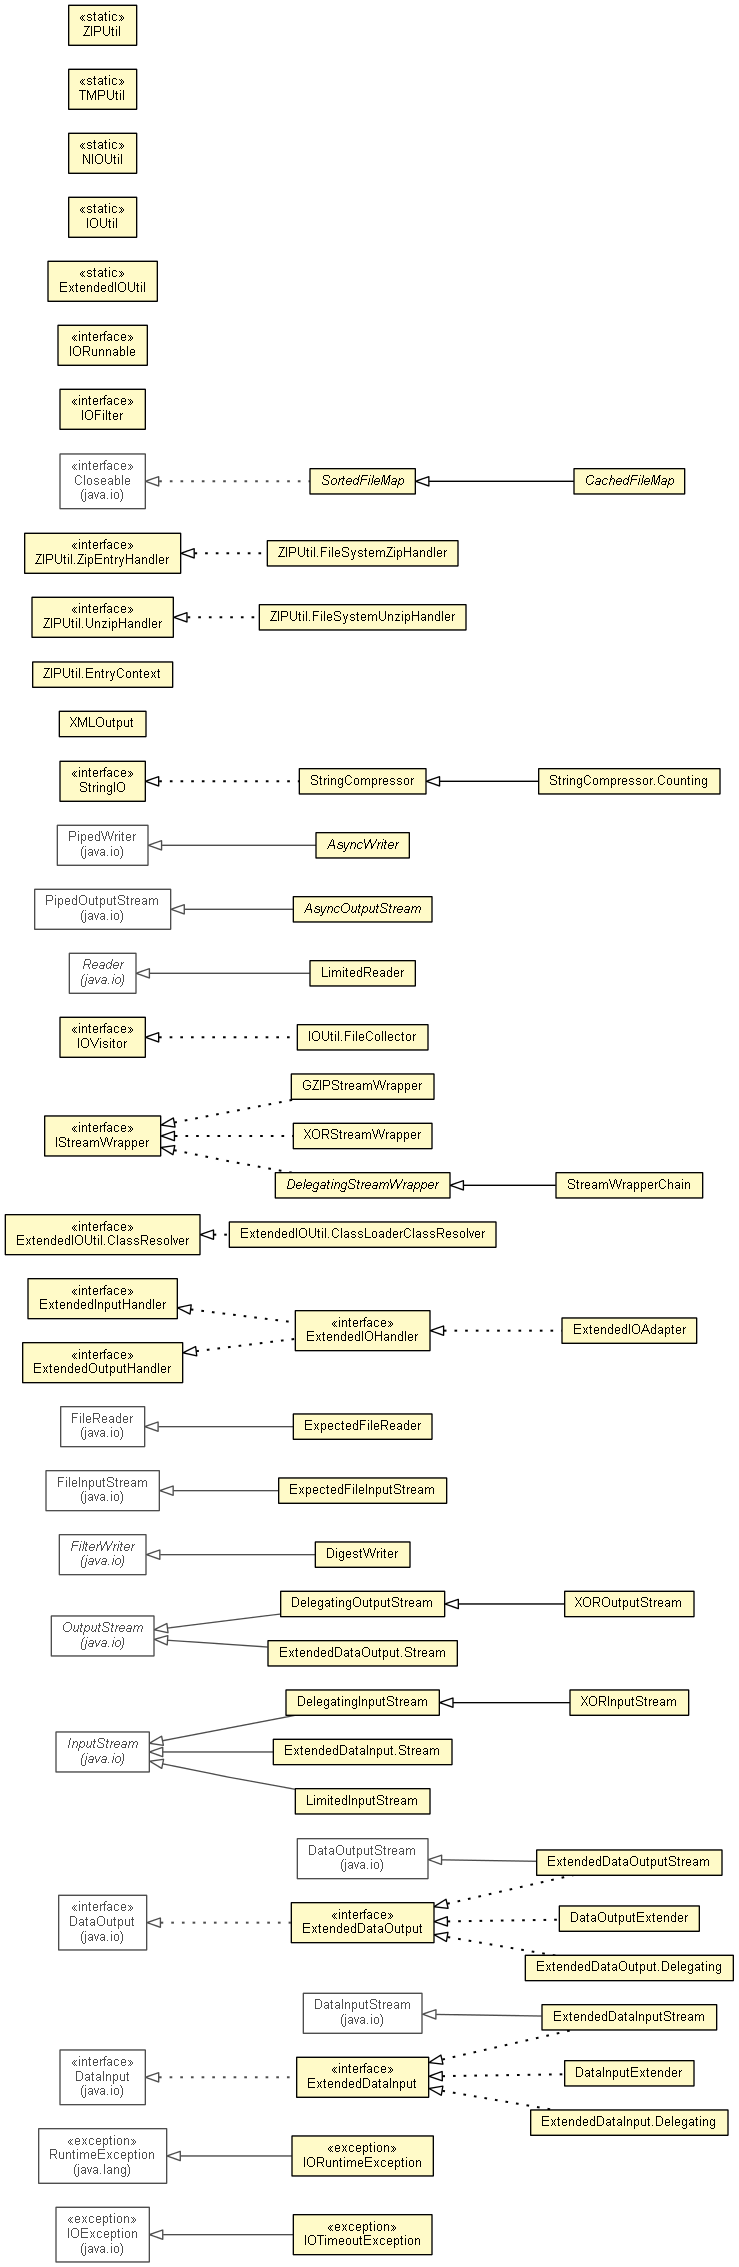 «static»
ZIPUtil
«static»
TMPUtil
«static»
NIOUtil
«static»
IOUtil
«static»
ExtendedIOUtil
«interface»
IORunnable
«interface»
IOFilter
«interface»
Closeable
(java.io)
SortedFileMap
CachedFileMap
«interface»
ZIPUtil.ZipEntryHandler
ZIPUtil.FileSystemZipHandler
«interface»
ZIPUtil.UnzipHandler
ZIPUtil.FileSystemUnzipHandler
ZIPUtil.EntryContext
XMLOutput
«interface»
StringIO
StringCompressor
StringCompressor.Counting
PipedWriter
(java.io)
AsyncWriter
PipedOutputStream
(java.io)
AsyncOutputStream
Reader
(java.io)
LimitedReader
«interface»
IOVisitor
IOUtil.FileCollector
«interface»
IStreamWrapper
GZIPStreamWrapper
XORStreamWrapper
DelegatingStreamWrapper
StreamWrapperChain
«interface»
ExtendedIOUtil.ClassResolver
ExtendedIOUtil.ClassLoaderClassResolver
«interface»
ExtendedInputHandler
«interface»
ExtendedOutputHandler
«interface»
ExtendedIOHandler
ExtendedIOAdapter
FileReader
(java.io)
ExpectedFileReader
FileInputStream
(java.io)
ExpectedFileInputStream
FilterWriter
(java.io)
DigestWriter
OutputStream
(java.io)
DelegatingOutputStream
XOROutputStream
ExtendedDataOutput.Stream
InputStream
(java.io)
DelegatingInputStream
XORInputStream
ExtendedDataInput.Stream
LimitedInputStream
DataOutputStream
(java.io)
ExtendedDataOutputStream
«interface»
DataOutput
(java.io)
«interface»
ExtendedDataOutput
DataOutputExtender
ExtendedDataOutput.Delegating
DataInputStream
(java.io)
ExtendedDataInputStream
«interface»
DataInput
(java.io)
«interface»
ExtendedDataInput
DataInputExtender
ExtendedDataInput.Delegating
«exception»
RuntimeException
(java.lang)
«exception»
IORuntimeException
«exception»
IOException
(java.io)
«exception»
IOTimeoutException